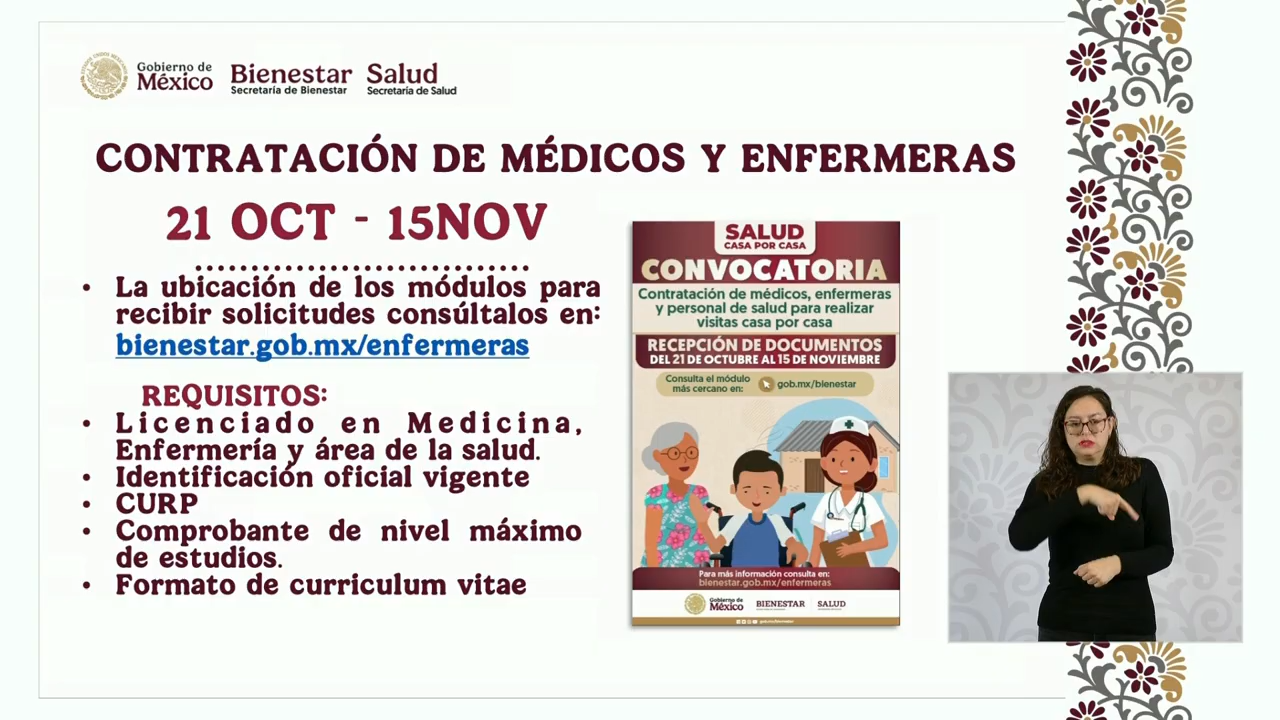 Gobierno de
México
Bienestar
Secretaría de Bienestar
Salud
Secretaría de Salud
CONTRATACIÓN DE MÉDICOS Y ENFERMERAS
21 OCT - 15NOV
• La ubicación de los módulos para
recibir solicitudes consúltalos en:
bienestar.gob.mx/enfermeras
REQUISITOS:
• Licenciado en Medicina,
Enfermería y área de la salud.
• Identificación oficial vigente
• CURP
• Comprobante de nivel máximo
de estudios.
• Formato de curriculum vitae
SALUD
CASA POR CASA
CONVOCATORIA
Contratación de médicos, enfermeras
y personal de salud para realizar
visitas casa por casa
RECEPCIÓN DE DOCUMENTOS
DEL 21 DE OCTUBRE AL 15 DE NOVIEMBRE
Consulta el módulo
más cercano en:
gob.mx/bienestar
Para más información consulta en:
bienestar.gob.mx/enfermeras
Gobierno de
México
BIENESTAR
SALUD